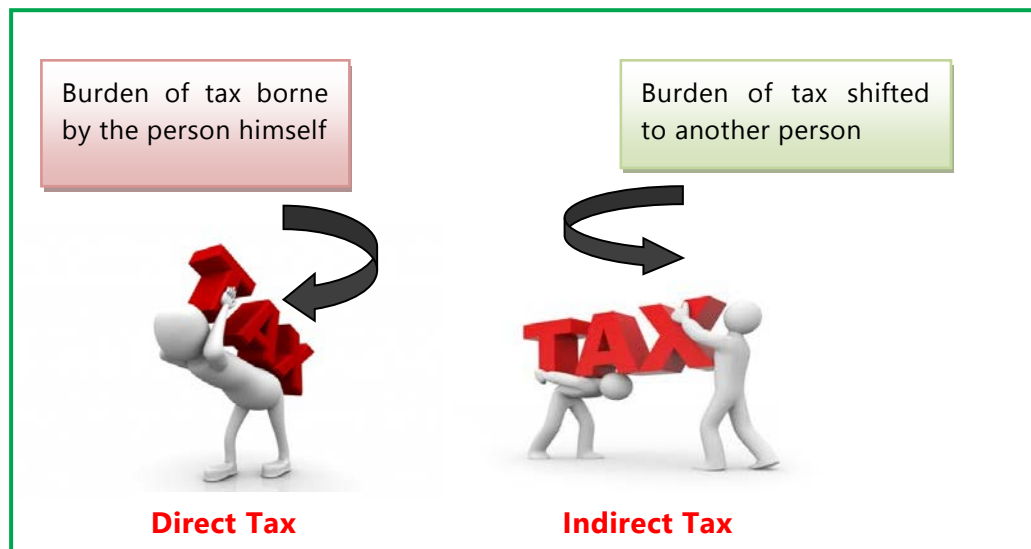 Burden of tax borne
by the person himself
Burden of tax shifted
to another person
TAX
TAX
Direct Tax
Indirect Tax